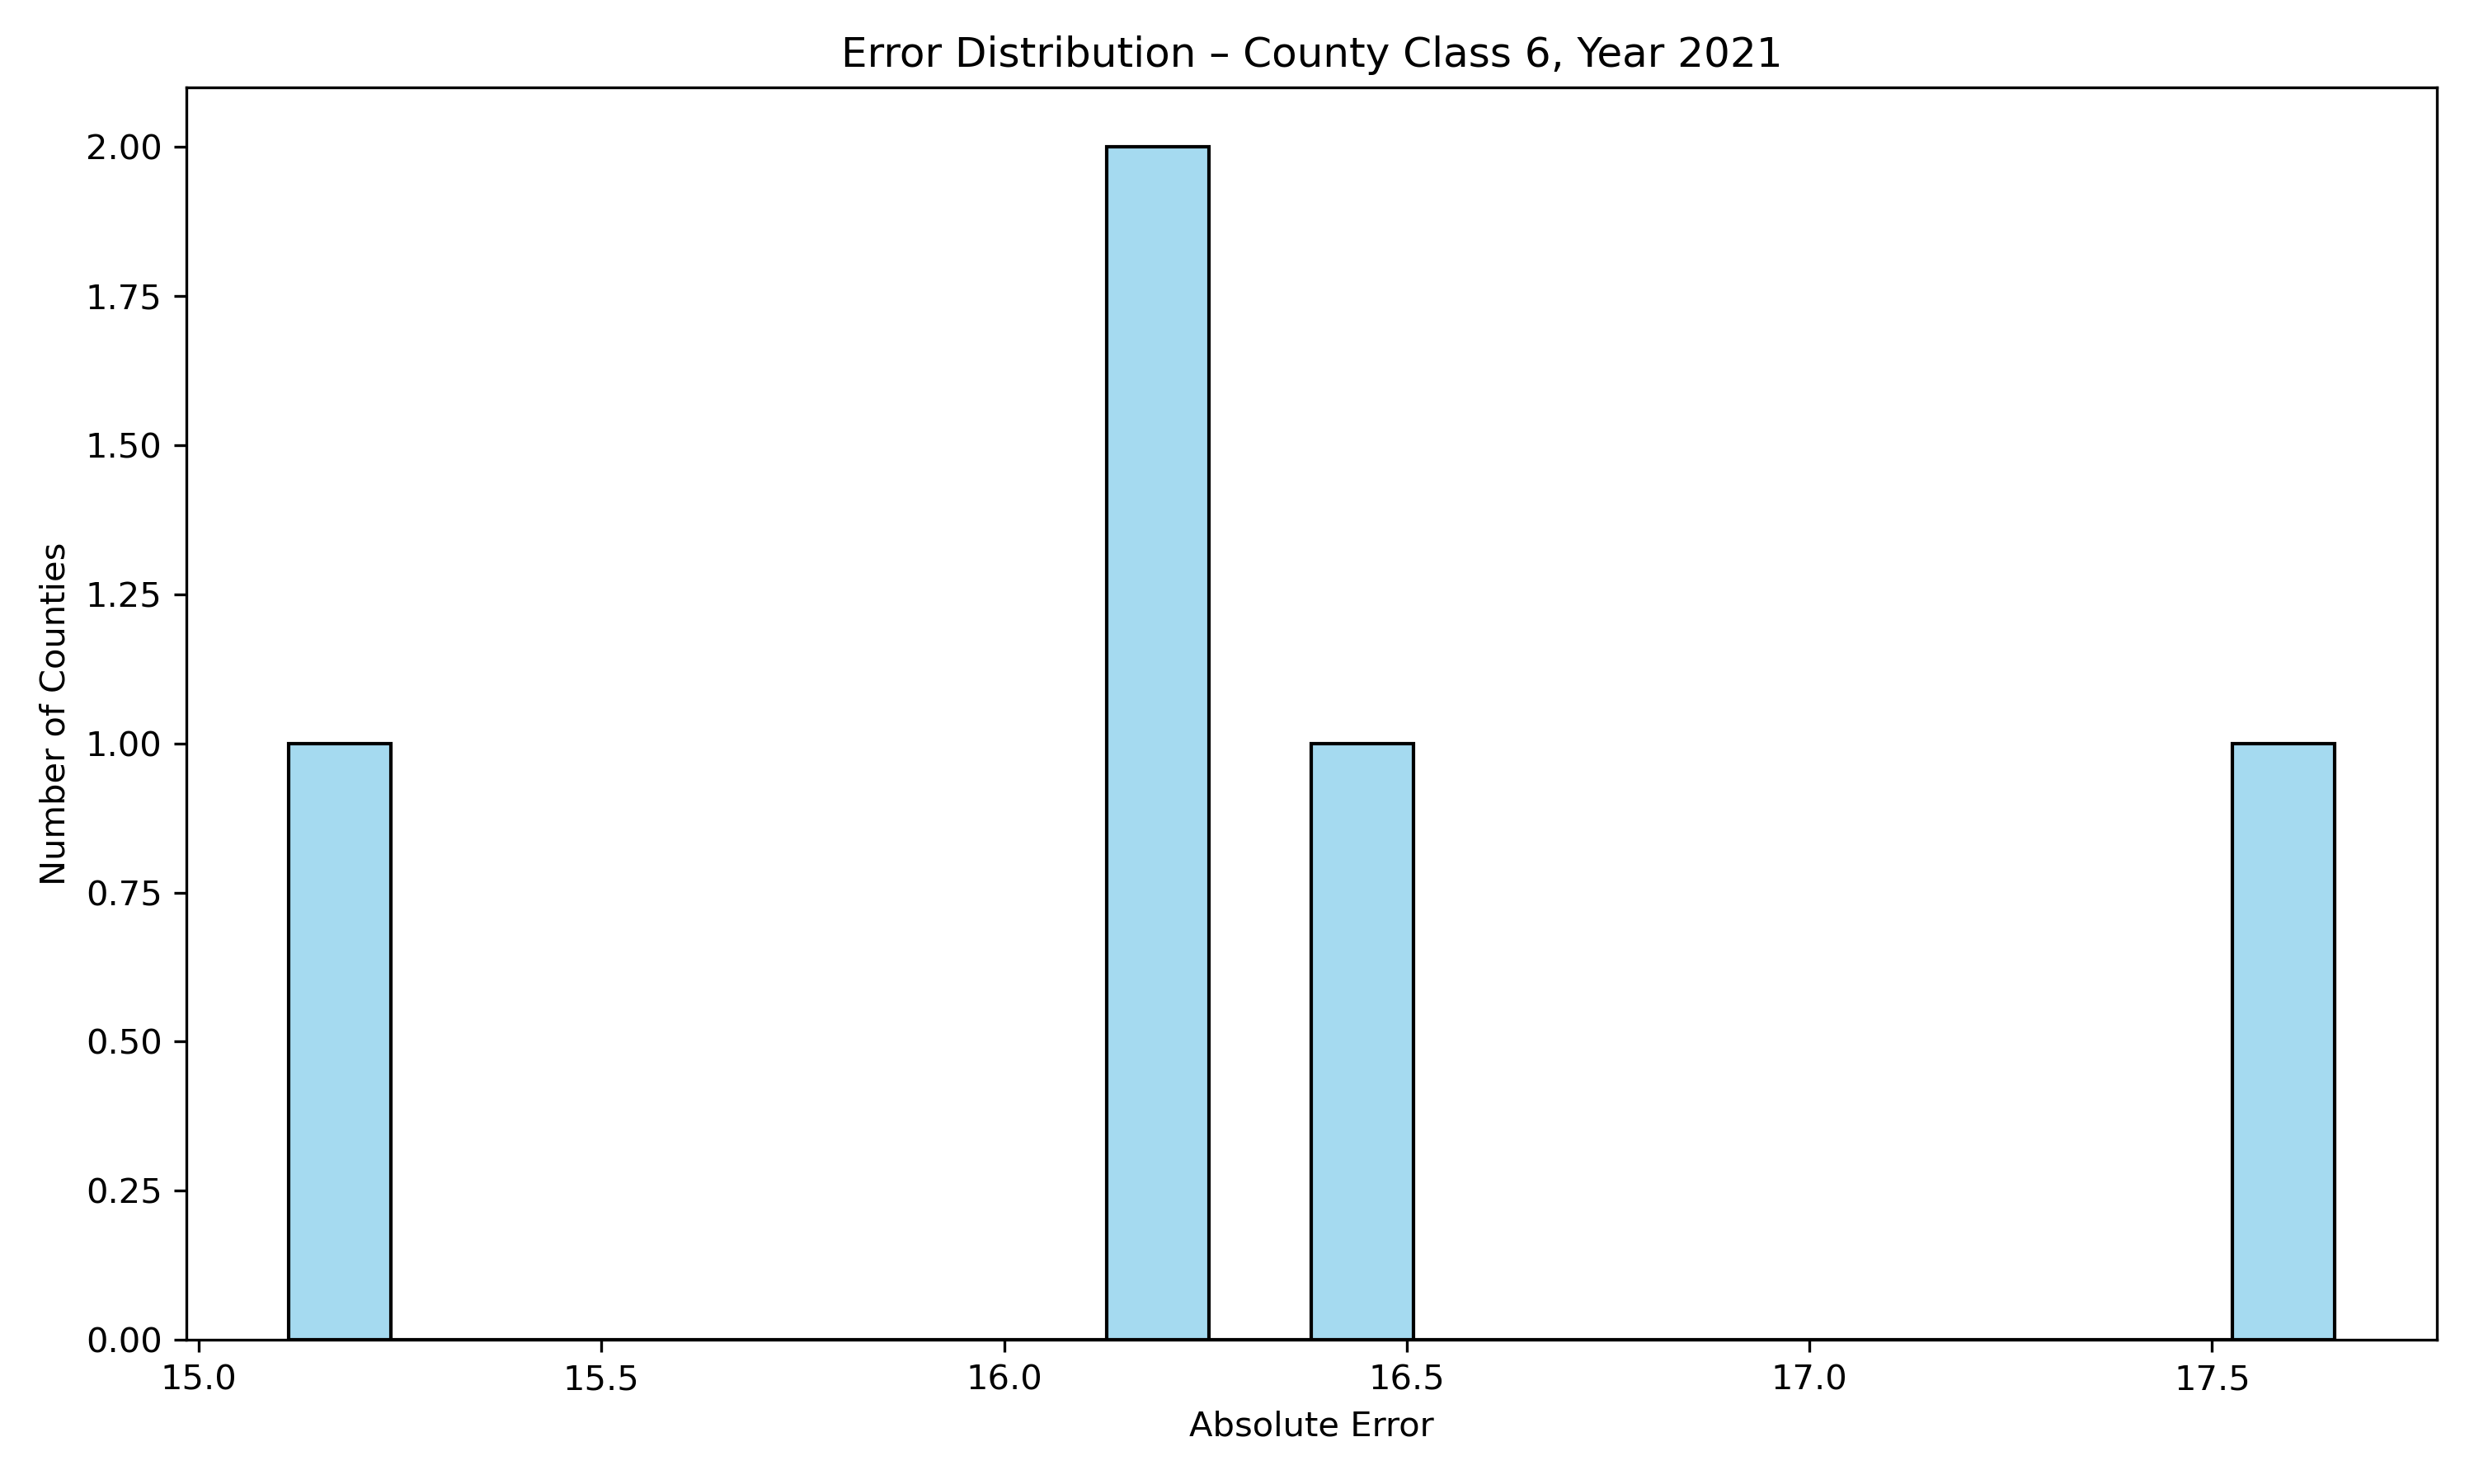 Error Distribution – County Class 6, Year 2021
2.00
1.75
1.50
1.25
1.00
0.75
0.50
0.25
0.00
Number of Counties
15.0 15.5 16.0 16.5 17.0 17.5
Absolute Error